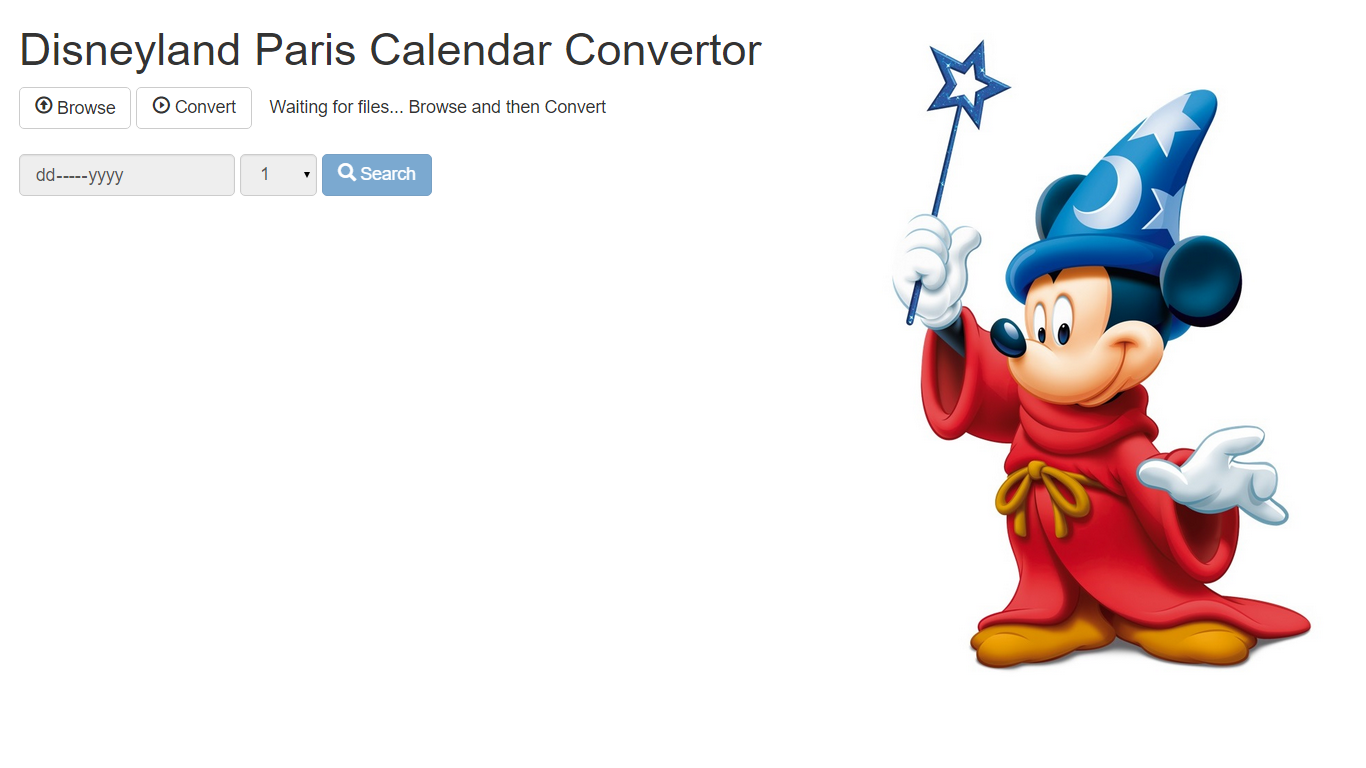 Disneyland Paris Calendar Convertor
Browse Convert Waiting for files... Browse and then Convert
dd-----yyyy 1 Search